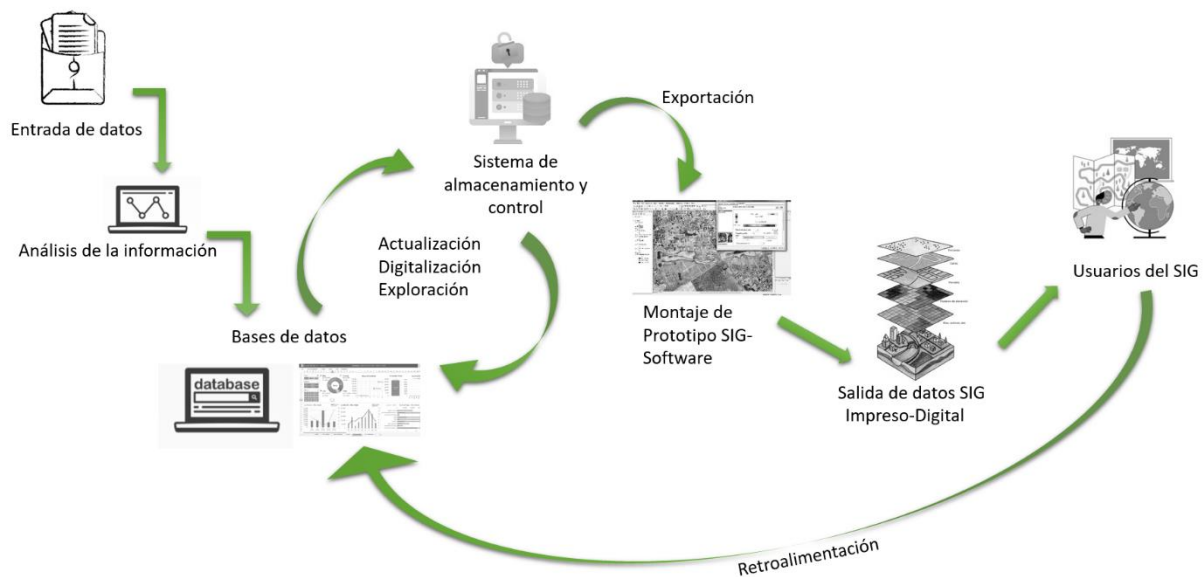 Entrada de datos
Análisis de la información
Bases de datos
database
Sistema de
almacenamiento y
control
Actualización
Digitalización
Exploración
Exportación
Montaje de
Prototipo SIG-
Software
Salida de datos SIG
Impreso-Digital
Usuarios del SIG
Retroalimentación